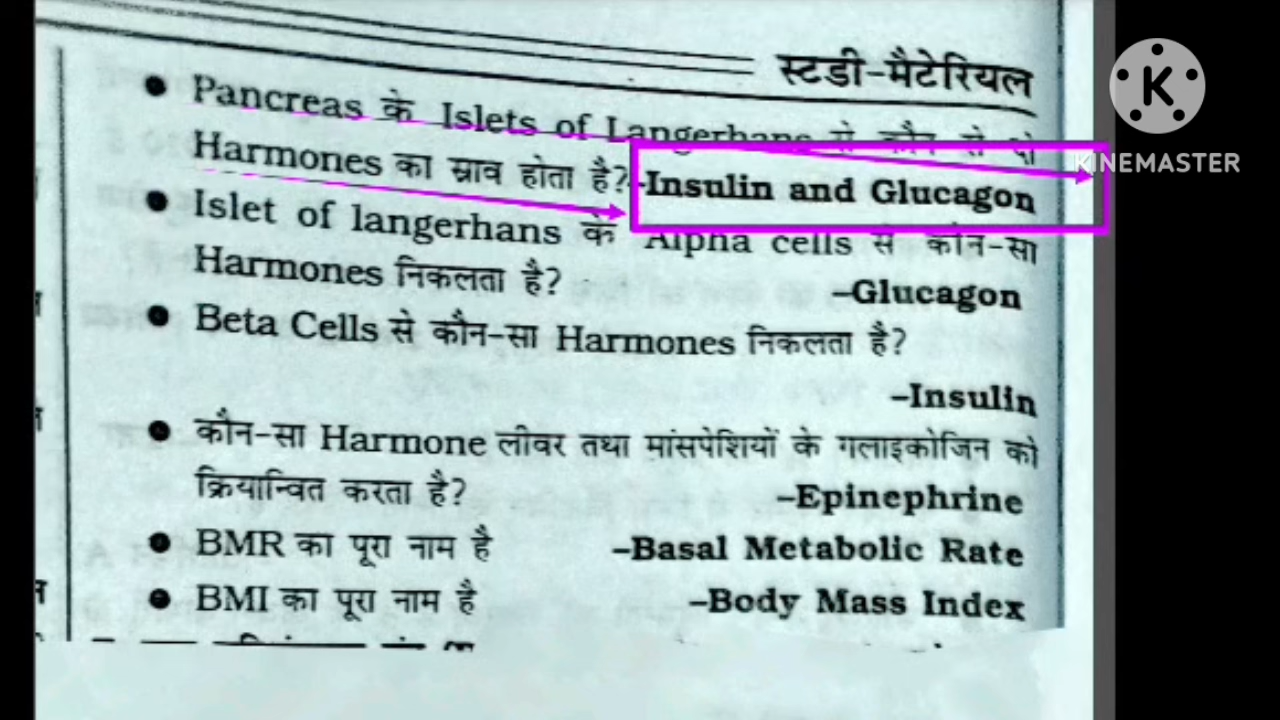 स्टडी-मैटेरियल
K
KINEMASTER
• Pancreas के Islets of Langerhans से कौन से दो
Harmones का स्राव होता है? -Insulin and Glucagon
• Islet of langerhans के Alpha cells से कौन-सा
Harmones निकलता है? -Glucagon
• Beta Cells से कौन-सा Harmones निकलता है?
-Insulin
• कौन-सा Harmone लीवर तथा मांसपेशियों के गलाइकोजिन को
क्रियान्वित करता है? -Epinephrine
• BMR का पूरा नाम है -Basal Metabolic Rate
• BMI का पूरा नाम है -Body Mass Index